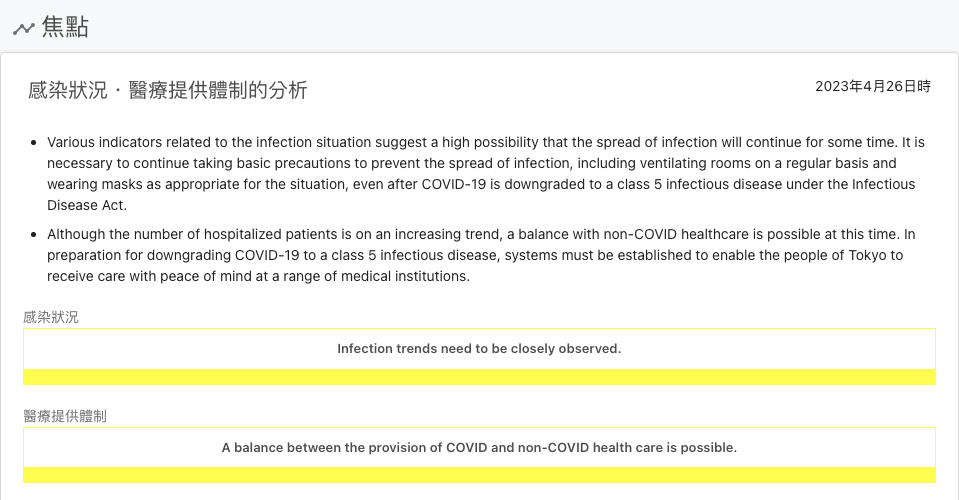 焦點
感染狀況・醫療提供體制的分析
2023年4月26日時
• Various indicators related to the infection situation suggest a high possibility that the spread of infection will continue for some time. It is
necessary to continue taking basic precautions to prevent the spread of infection, including ventilating rooms on a regular basis and
wearing masks as appropriate for the situation, even after COVID-19 is downgraded to a class 5 infectious disease under the Infectious
Disease Act.
• Although the number of hospitalized patients is on an increasing trend, a balance with non-COVID healthcare is possible at this time. In
preparation for downgrading COVID-19 to a class 5 infectious disease, systems must be established to enable the people of Tokyo to
receive care with peace of mind at a range of medical institutions.
感染狀況
Infection trends need to be closely observed.
醫療提供體制
A balance between the provision of COVID and non-COVID health care is possible.